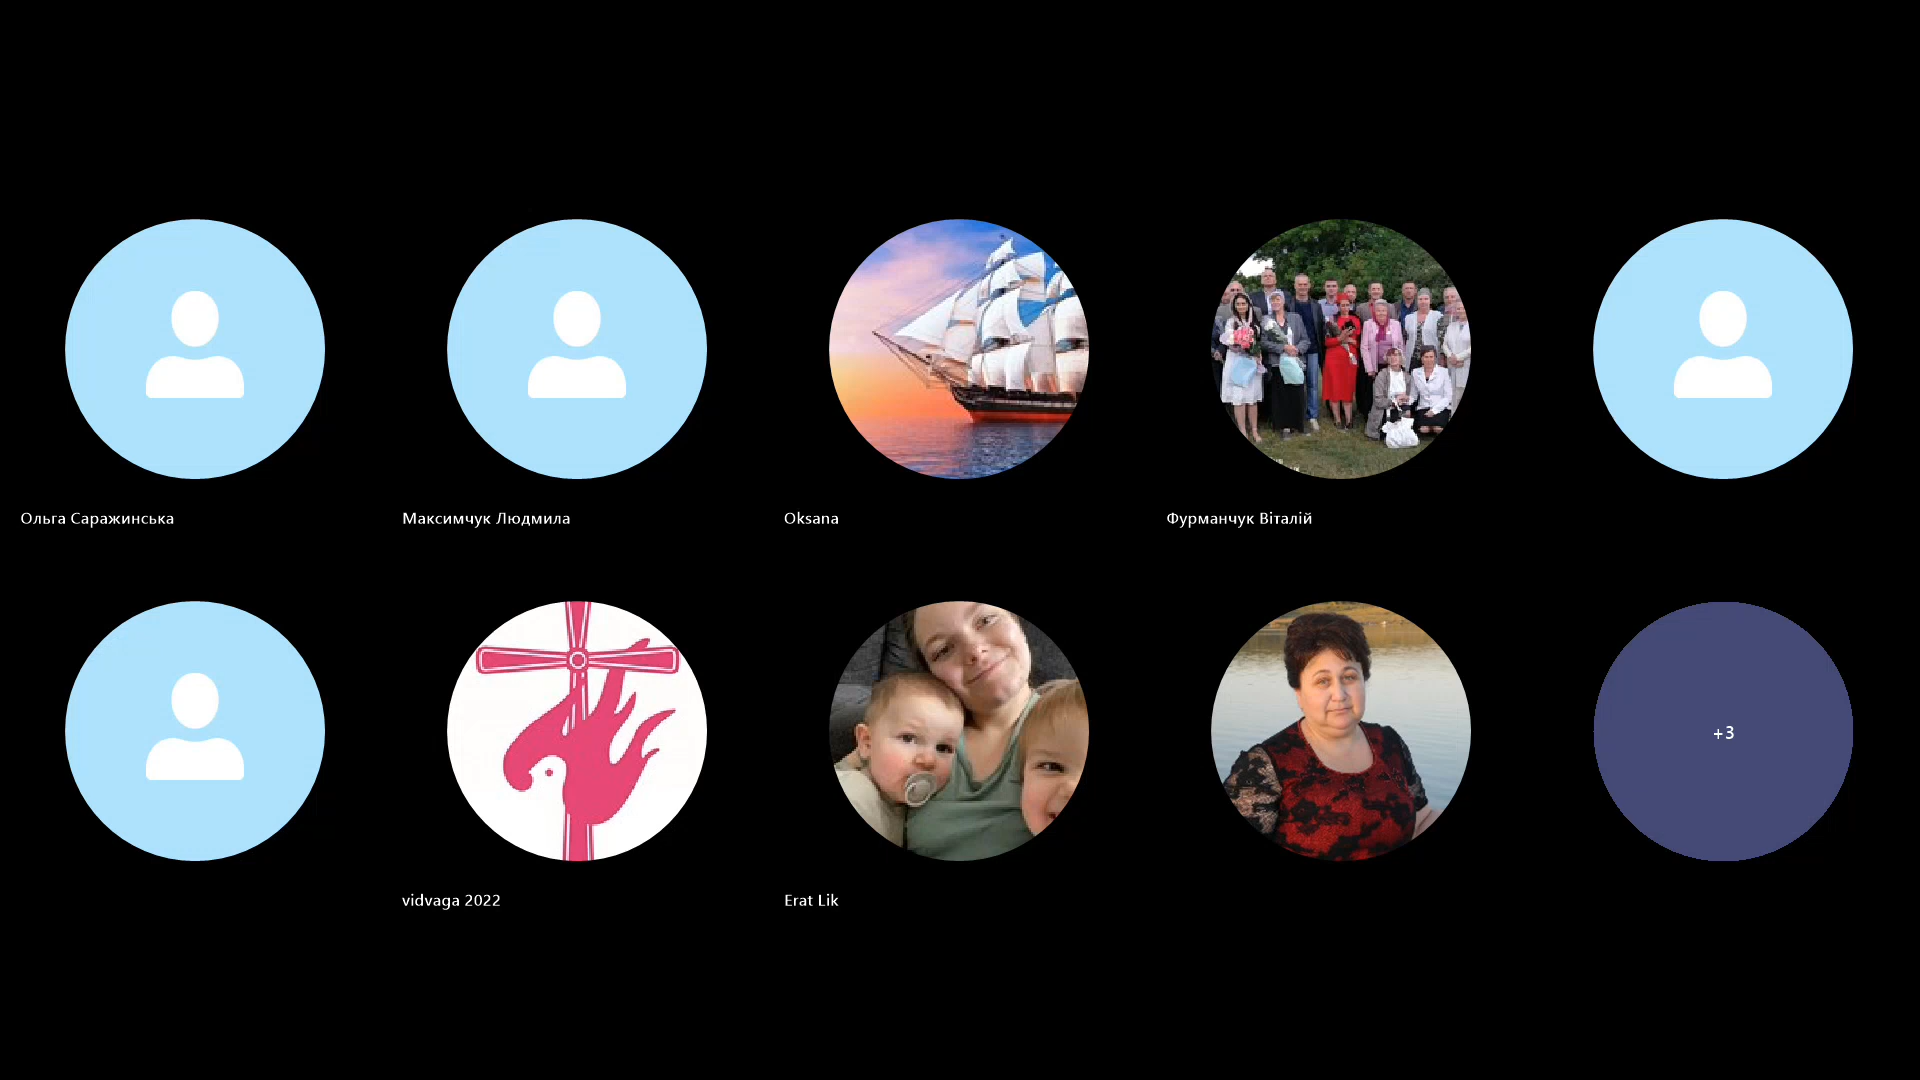 Ольга Саражинська
Максимчук Людмила
Oksana
Фурманчук Віталій
+3
vidvaga 2022
Erat Lik